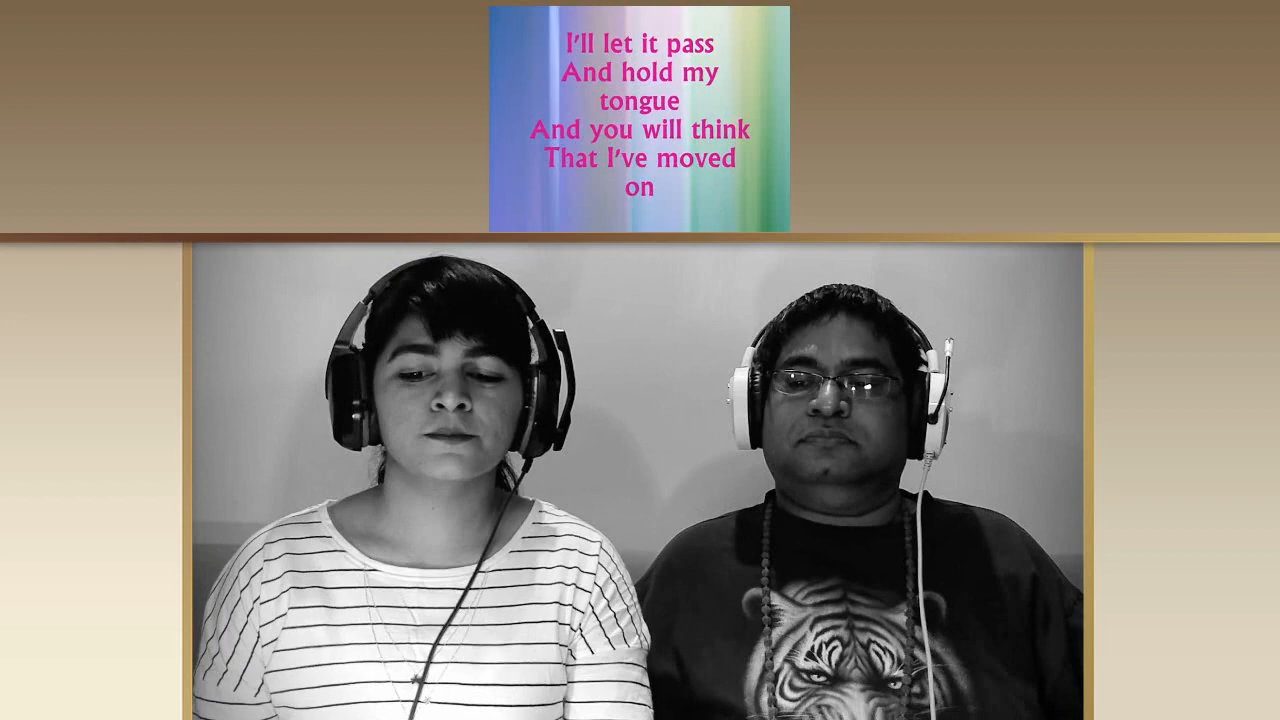 I'll let it pass
And hold my
tongue
And you will think
That I've moved
on